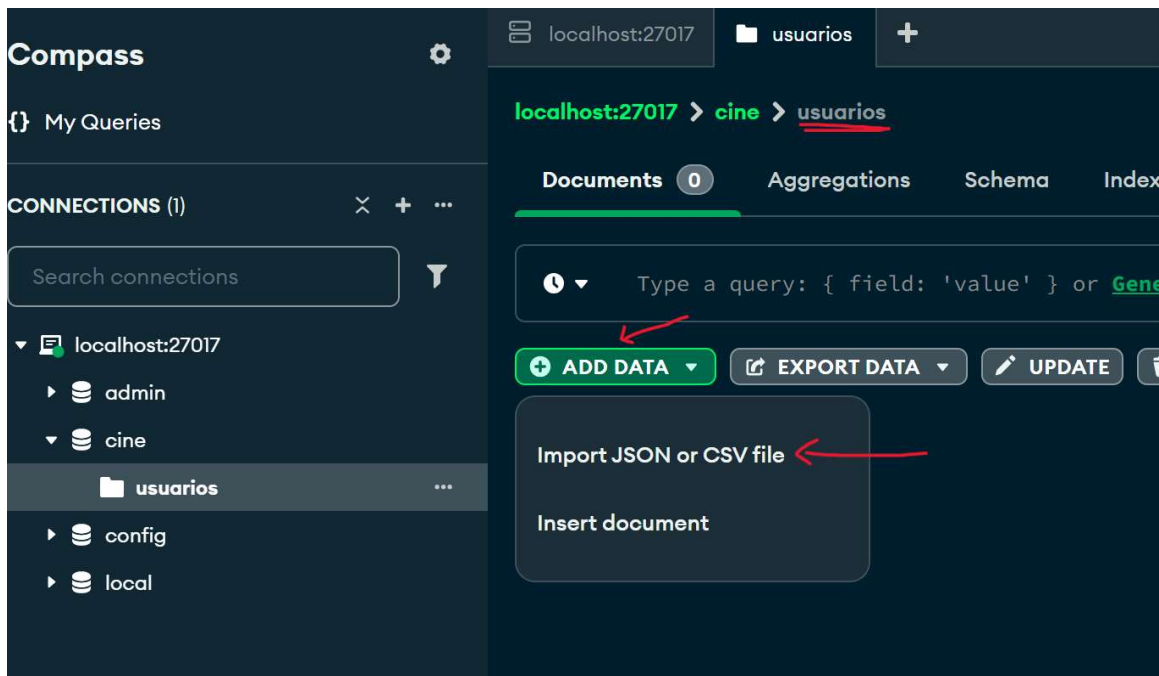 Compass
{} My Queries
CONNECTIONS (1)
Search connections
localhost:27017
admin
cine
usuarios
config
local
localhost:27017
usuarios
localhost:27017 > cine > usuarios
Documents 0 Aggregations Schema Index
Type a query: { field: 'value' } or Gene
ADD DATA EXPORT DATA UPDATE
Import JSON or CSV file
Insert document